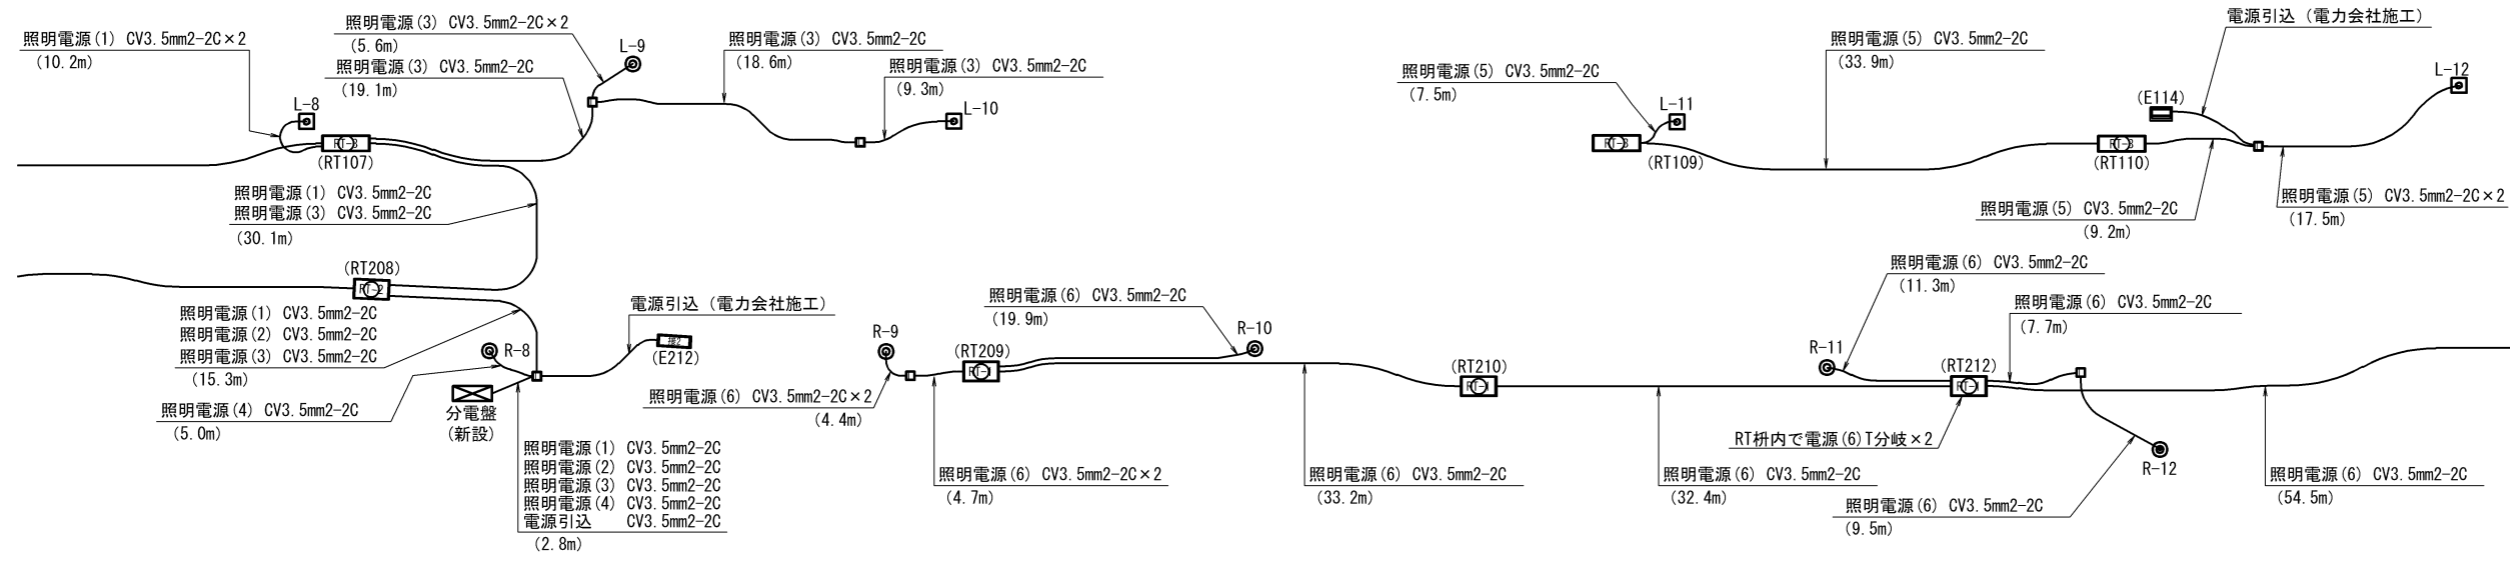 照明電源(1) CV3.5mm2-2C×2
(10.2m)
照明電源(3) CV3.5mm2-2C×2
(5.6m)
照明電源(3) CV3.5mm2-2C
(19.1m)
L-9
照明電源(3) CV3.5mm2-2C
(18.6m)
照明電源(3) CV3.5mm2-2C
(9.3m)
L-10
L-8
RT-3
(RT107)
照明電源(1) CV3.5mm2-2C
照明電源(3) CV3.5mm2-2C
(30.1m)
(RT208)
RT-2
照明電源(1) CV3.5mm2-2C
照明電源(2) CV3.5mm2-2C
照明電源(3) CV3.5mm2-2C
(15.3m)
R-8
照明電源(4) CV3.5mm2-2C
(5.0m)
分電盤
(新設)
電源引込(電力会社施工)
(E212)
照明電源(1) CV3.5mm2-2C
照明電源(2) CV3.5mm2-2C
照明電源(3) CV3.5mm2-2C
照明電源(4) CV3.5mm2-2C
電源引込 CV3.5mm2-2C
(2.8m)
照明電源(5) CV3.5mm2-2C
(7.5m)
L-11
RT-3
(RT109)
照明電源(5) CV3.5mm2-2C
(33.9m)
電源引込(電力会社施工)
(E114)
L-12
RT-3
(RT110)
照明電源(5) CV3.5mm2-2C
(9.2m)
照明電源(5) CV3.5mm2-2C×2
(17.5m)
R-9
照明電源(6) CV3.5mm2-2C×2
(4.4m)
(RT209)
RT-1
照明電源(6) CV3.5mm2-2C
(19.9m)
R-10
照明電源(6) CV3.5mm2-2C×2
(4.7m)
照明電源(6) CV3.5mm2-2C
(33.2m)
(RT210)
RT-1
照明電源(6) CV3.5mm2-2C
(32.4m)
照明電源(6) CV3.5mm2-2C
(11.3m)
R-11
照明電源(6) CV3.5mm2-2C
(7.7m)
(RT212)
RT-1
RT枡内で電源(6)T分岐×2
R-12
照明電源(6) CV3.5mm2-2C
(9.5m)
照明電源(6) CV3.5mm2-2C
(54.5m)